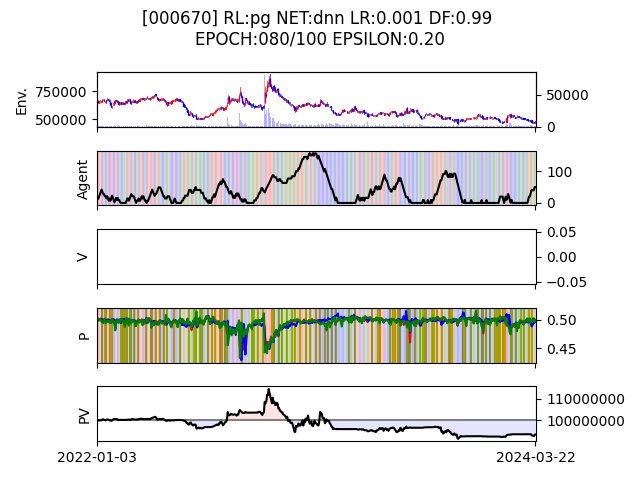 [000670] RL:pg NET:dnn LR:0.001 DF:0.99
EPOCH:080/100 EPSILON:0.20
Env.
750000
500000
50000
0
Agent
100
0
V
0.05
0.00
−0.05
P
0.50
0.45
PV
110000000
100000000
2022-01-03
2024-03-22